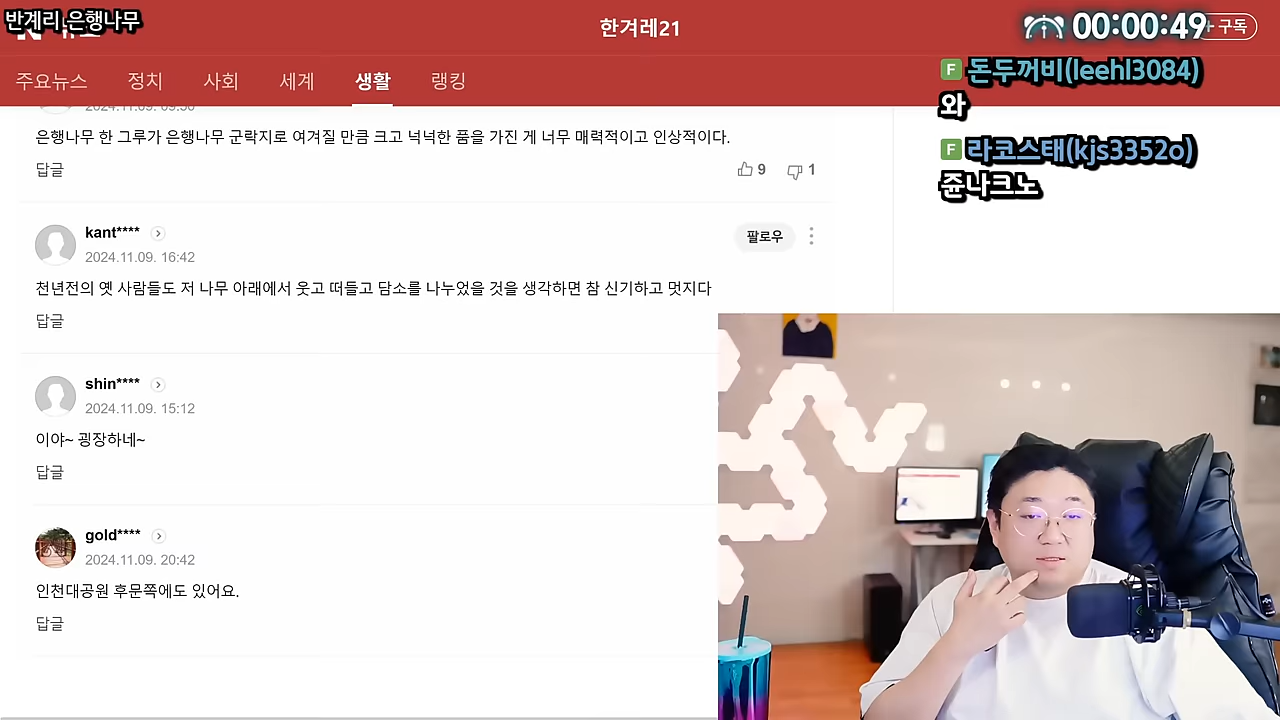 반계리 은행나무
한겨레21
00:00:49
+ 구독
주요뉴스 정치 사회 세계 생활 랭킹
F 돈두꺼비(leehl3084)
와
F 라코스태(kjs3352o)
쥰나크노
2024.11.09. 09:50
은행나무 한 그루가 은행나무 군락지로 여겨질 만큼 크고 넉넉한 품을 가진 게 너무 매력적이고 인상적이다.
답글
9 1
kant****
팔로우
2024.11.09. 16:42
천년전의 옛 사람들도 저 나무 아래에서 웃고 떠들고 담소를 나누었을 것을 생각하면 참 신기하고 멋지다
답글
shin****
2024.11.09. 15:12
이야~ 굉장하네~
답글
gold****
2024.11.09. 20:42
인천대공원 후문쪽에도 있어요.
답글